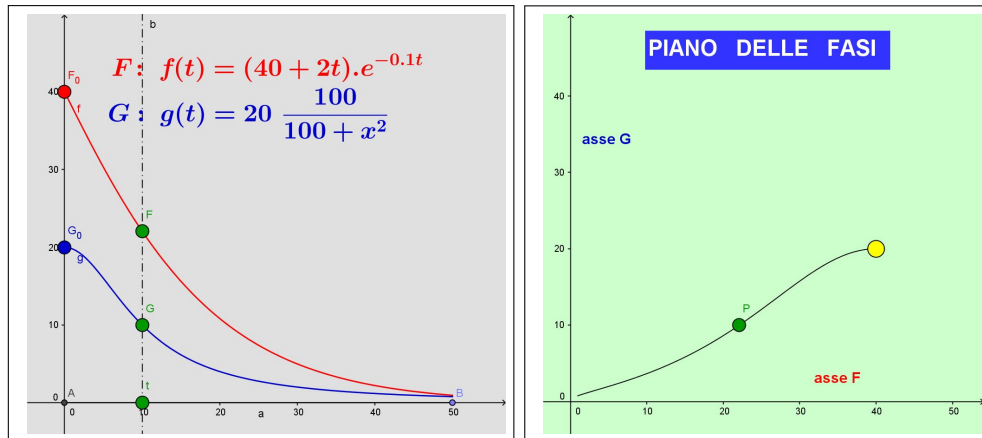 b
F₀
F: f(t) = (40 + 2t).e^{-0.1t}
G: g(t) = 20 100/(100 + x²)
40
f
30
F
G₀
20
g
G
10
t
A
B
0
0 10 20 30 40 50
a
PIANO DELLE FASI
40
asse G
30
20
P
10
asse F
0
0 10 20 30 40 50